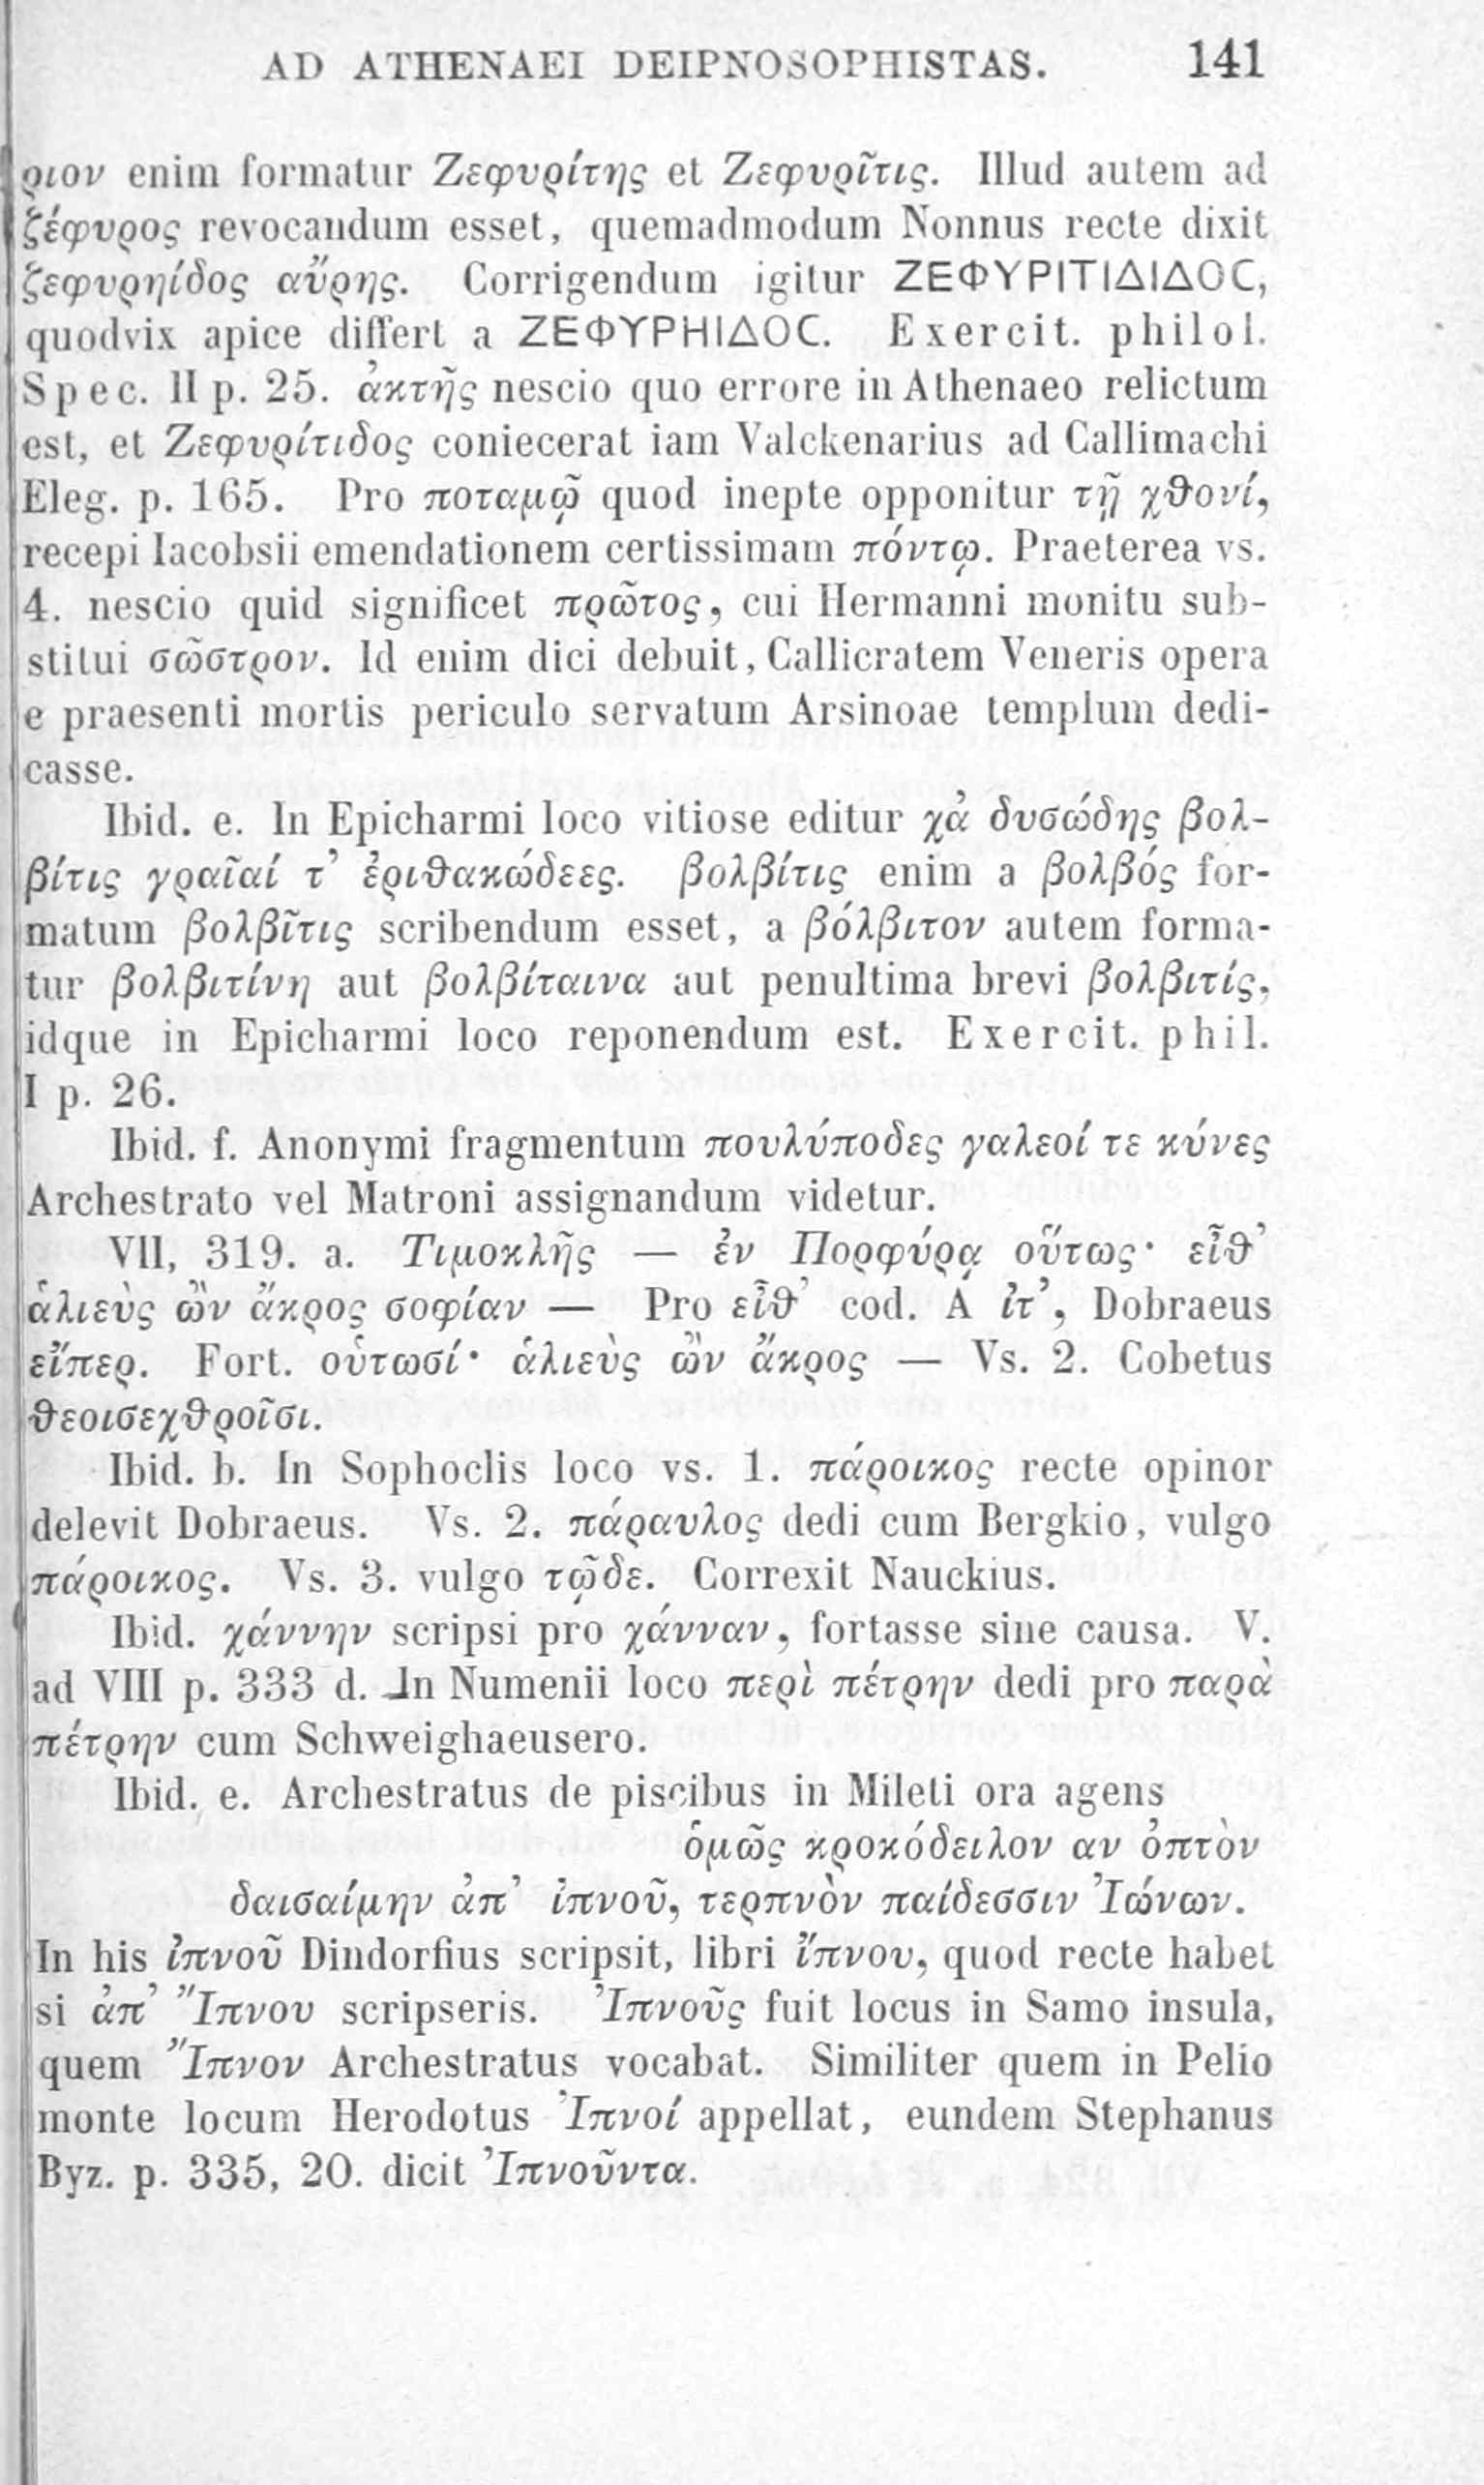 AD ATHENAEI DEIPNOSOPHISTAS. 141
ριον enim formatur Ζεφυρίτης et Ζεφυρῖτις. Illud autem ad
ζέφυρος revocandum esset, quemadmodum Nonnus recte dixit
ζεφυρηίδος αὔρης. Corrigendum igitur ΖΕΦΥΡΙΤΙΔΙΔΟC,
quodvix apice differt a ΖΕΦΥΡΗΙΔΟC. Exercit. philol.
Spec. II p. 25. ἀκτῆς nescio quo errore in Athenaeo relictum
est, et Ζεφυρίτιδος coniecerat iam Valckenarius ad Callimachi
Eleg. p. 165. Pro ποταμῷ quod inepte opponitur τῇ χθονί,
recepi Iacobsii emendationem certissimam πόντῳ. Praeterea vs.
4. nescio quid significet πρῶτος, cui Hermanni monitu sub-
stitui σῶστρον. Id enim dici debuit, Callicratem Veneris opera
e praesenti mortis periculo servatum Arsinoae templum dedi-
casse.
Ibid. e. In Epicharmi loco vitiose editur χἀ δυσώδης βολ-
βίτις γραῖαί τ’ ἐριθακώδεες. βολβίτις enim a βολβός for-
matum βολβῖτις scribendum esset, a βόλβιτον autem forma-
tur βολβιτίνη aut βολβίταινα aut penultima brevi βολβιτίς,
idque in Epicharmi loco reponendum est. Exercit. phil.
I p. 26.
Ibid. f. Anonymi fragmentum πουλύποδες γαλεοί τε κύνες
Archestrato vel Matroni assignandum videtur.
VII, 319. a. Τιμοκλῆς — ἐν Πορφύρᾳ οὕτως· εἶθ’
ἁλιεὺς ὢν ἄκρος σοφίαν — Pro εἶθ’ cod. A ἰτ’, Dobraeus
εἴπερ. Fort. οὑτωσί· ἁλιεὺς ὢν ἄκρος — Vs. 2. Cobetus
θεοισεχθροῖσι.
Ibid. b. In Sophoclis loco vs. 1. πάροικος recte opinor
delevit Dobraeus. Vs. 2. πάραυλος dedi cum Bergkio, vulgo
πάροικος. Vs. 3. vulgo τῷδε. Correxit Nauckius.
Ibid. χάννην scripsi pro χάνναν, fortasse sine causa. V.
ad VIII p. 333 d. In Numenii loco περὶ πέτρην dedi pro παρὰ
πέτρην cum Schweighaeusero.
Ibid. e. Archestratus de piscibus in Mileti ora agens
ὁμῶς κροκόδειλον αν ὀπτὸν
δαισαίμην ἀπ’ ἰπνοῦ, τερπνὸν παίδεσσιν Ἰώνων.
In his ἰπνοῦ Dindorfius scripsit, libri ἴπνου, quod recte habet
si ἀπ’ Ἴπνου scripseris. Ἰπνοῦς fuit locus in Samo insula,
quem Ἴπνον Archestratus vocabat. Similiter quem in Pelio
monte locum Herodotus Ἰπνοί appellat, eundem Stephanus
Byz. p. 335, 20. dicit Ἰπνοῦντα.